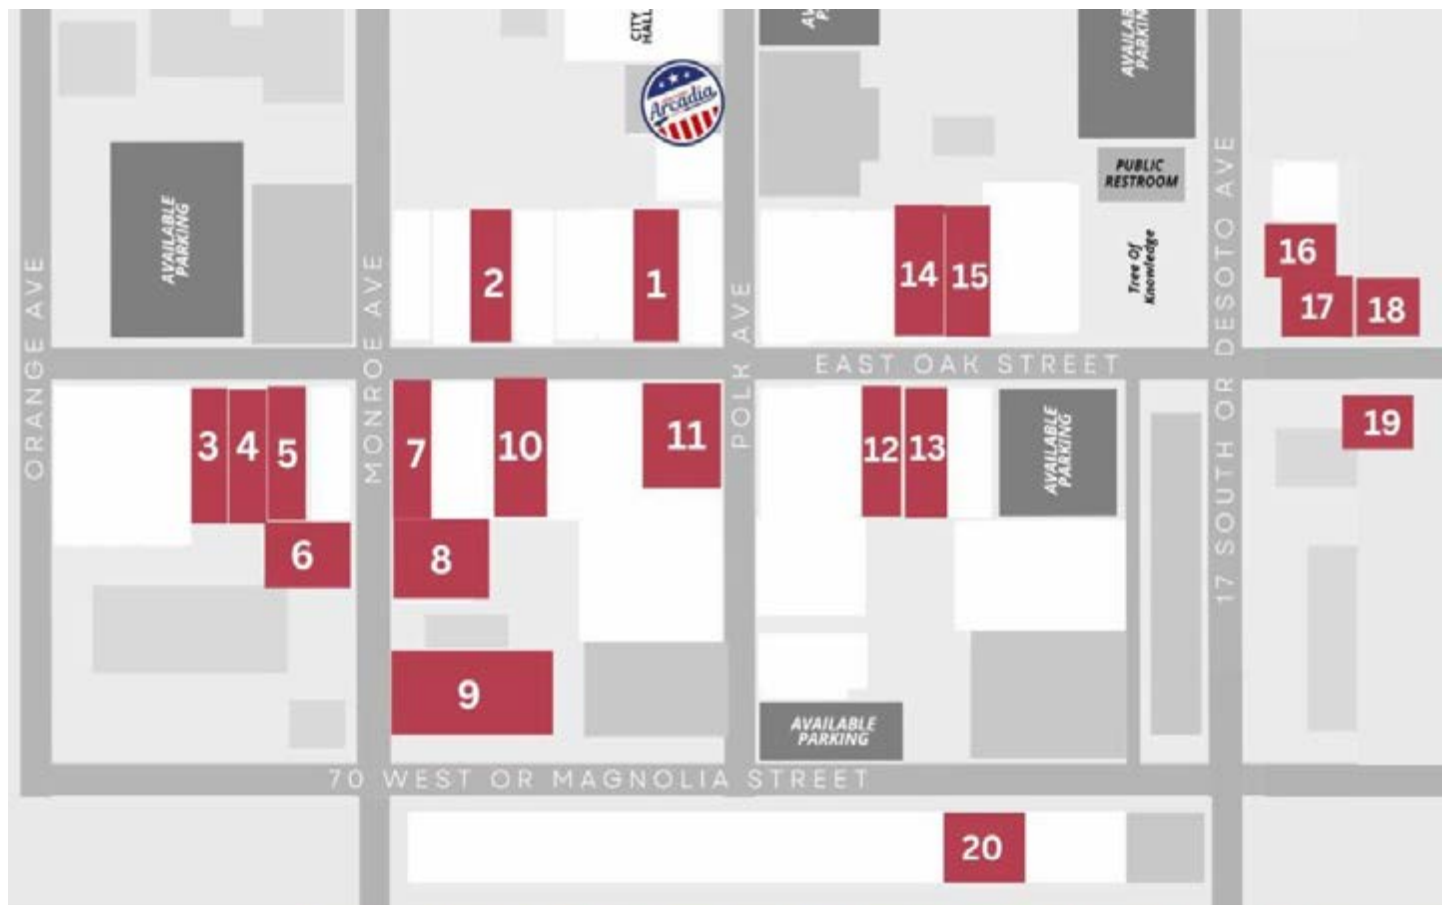 CITY
HALL
AVAILABLE
PARKING
Arcadia
PUBLIC
RESTROOM
AVAILABLE
PARKING
Tree Of
Knowledge
ORANGE AVE
MONROE AVE
POLK AVE
17 SOUTH OR DESOTO AVE
2
1
14
15
16
17
18
EAST OAK STREET
3
4
5
7
10
11
12
13
AVAILABLE
PARKING
19
6
8
9
AVAILABLE
PARKING
70 WEST OR MAGNOLIA STREET
20